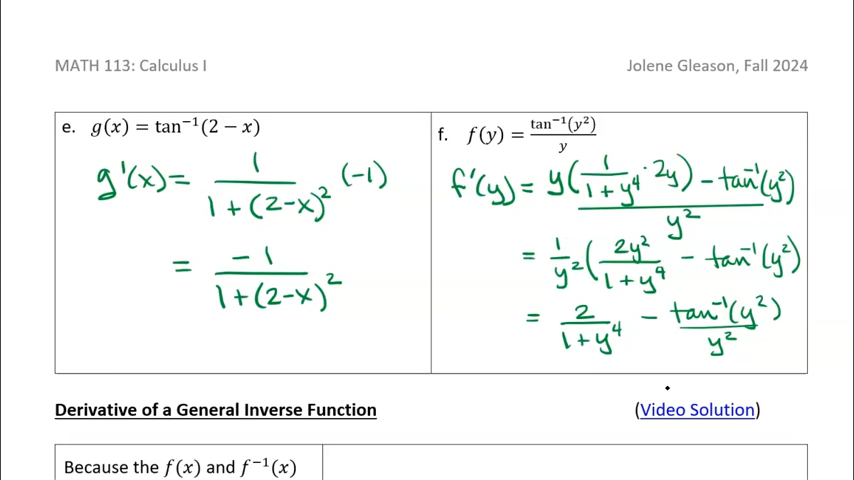 MATH 113: Calculus I
Jolene Gleason, Fall 2024
e. g(x) = tan⁻¹(2 − x)
g'(x) = 1/(1+(2-x)²) (-1)
= -1/(1+(2-x)²)
f. f(y) = tan⁻¹(y²)/y
f'(y) = (y(1/(1+y⁴) · 2y) - tan⁻¹(y²))/y²
= 1/y² (2y²/(1+y⁴) - tan⁻¹(y²)
= 2/(1+y⁴) - tan⁻¹(y²)/y²
Derivative of a General Inverse Function
(Video Solution)
Because the f(x) and f⁻¹(x)